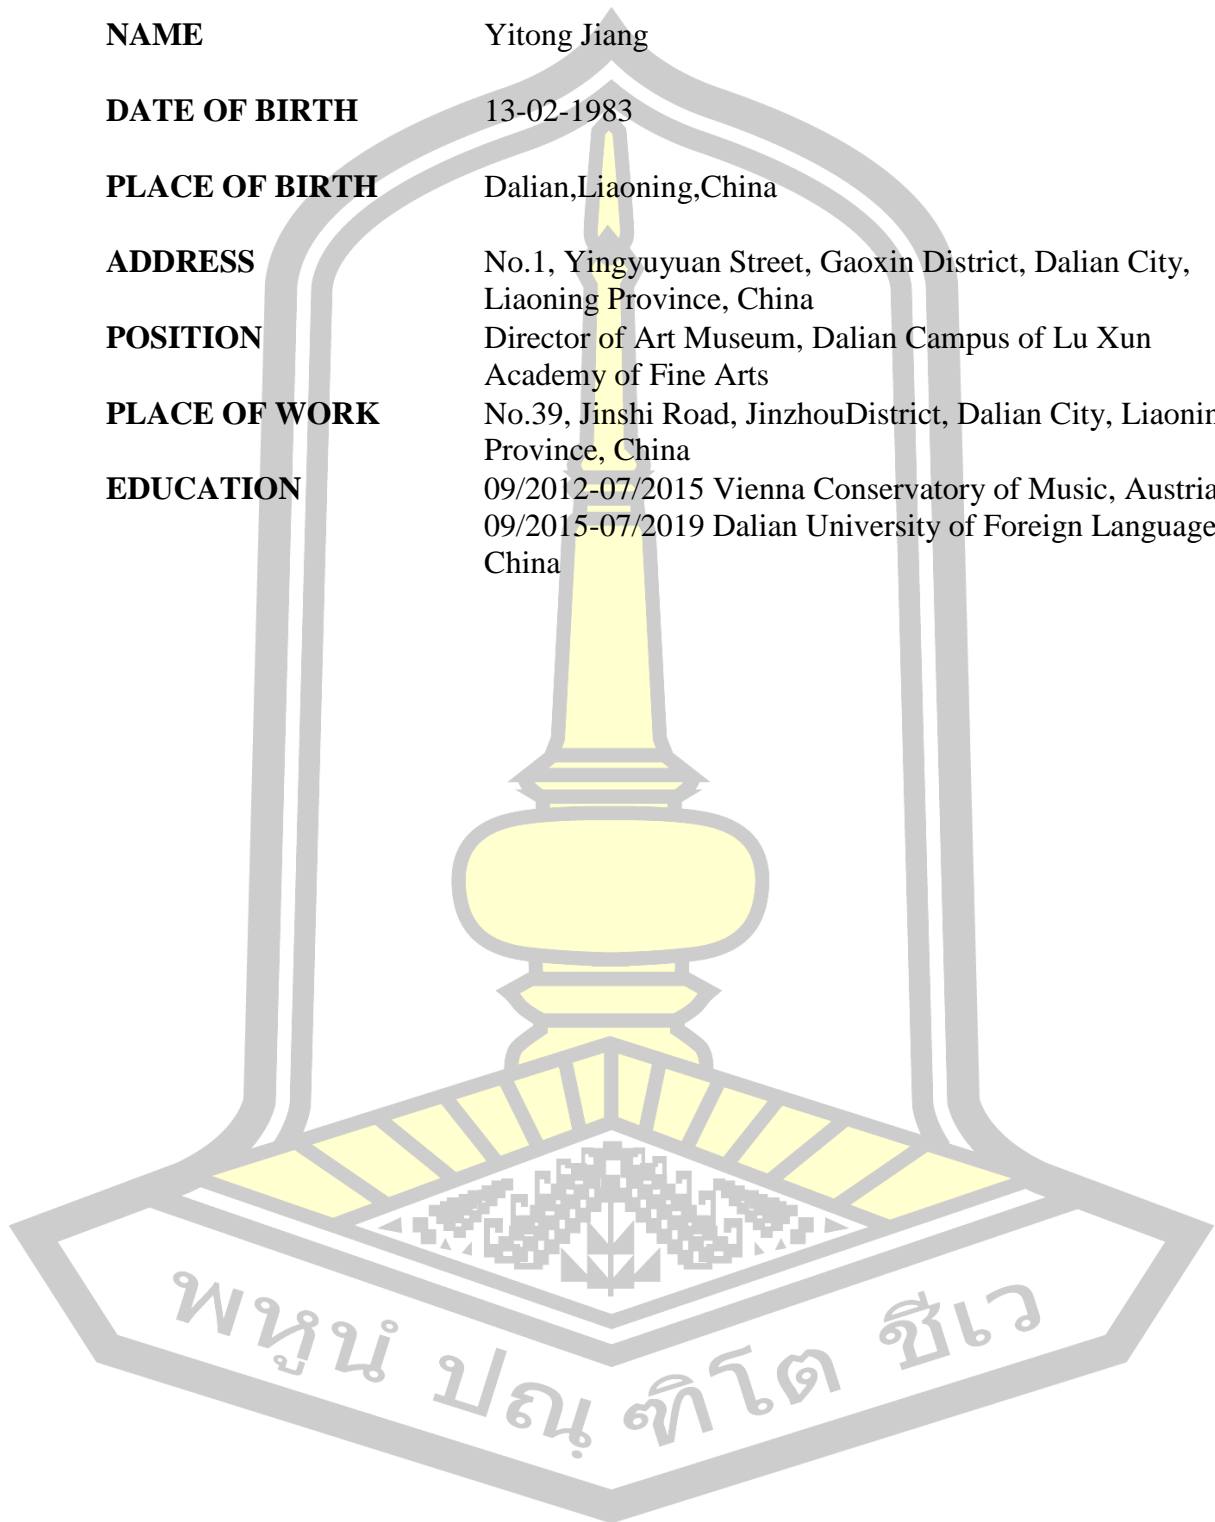 NAME Yitong Jiang
DATE OF BIRTH 13-02-1983
PLACE OF BIRTH Dalian,Liaoning,China
ADDRESS No.1, Yingyuyuan Street, Gaoxin District, Dalian City,
Liaoning Province, China
POSITION Director of Art Museum, Dalian Campus of Lu Xun
Academy of Fine Arts
PLACE OF WORK No.39, Jinshi Road, JinzhouDistrict, Dalian City, Liaonin
Province, China
EDUCATION 09/2012-07/2015 Vienna Conservatory of Music, Austria
09/2015-07/2019 Dalian University of Foreign Language
China
พหูนํ ปณฺ ฑิโต ชีเว